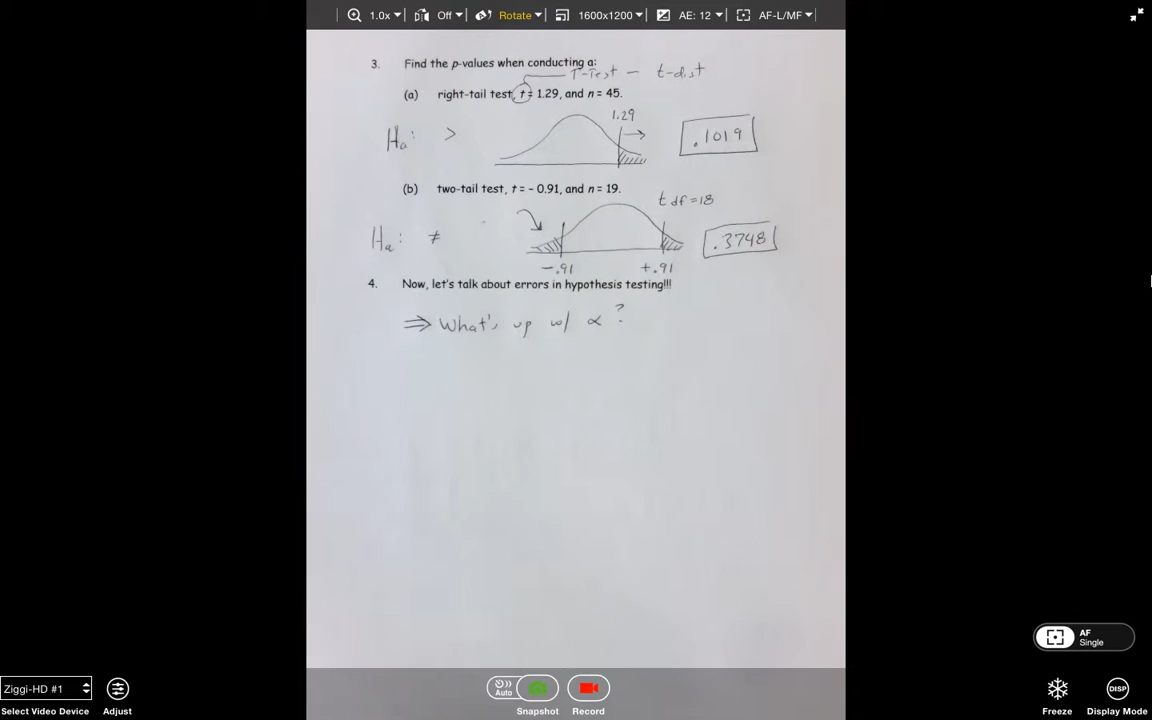 1.0x Off Rotate 1600x1200 AE: 12 AF-L/MF
3. Find the p-values when conducting a:
T-Test – t-dist
(a) right-tail test, t = 1.29, and n = 45.
1.29
Ha: > .1019
(b) two-tail test, t = - 0.91, and n = 19.
t df=18
Ha: ≠ .3748
-.91 +.91
4. Now, let's talk about errors in hypothesis testing!!!
⇒ What's up w/ ∝ ?
AF
Single
Ziggi-HD #1
Auto
Select Video Device Adjust Snapshot Record Freeze Display Mode
DISP